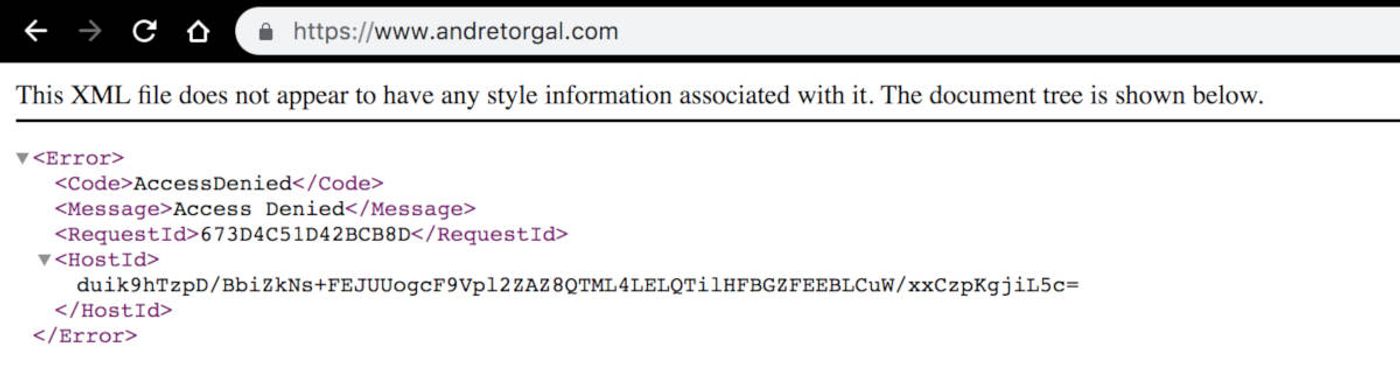 https://www.andretorgal.com
This XML file does not appear to have any style information associated with it. The document tree is shown below.
▼<Error>
<Code>AccessDenied</Code>
<Message>Access Denied</Message>
<RequestId>673D4C51D42BCB8D</RequestId>
▼<HostId>
duik9hTzpD/BbiZkNs+FEJUUogcF9Vpl2ZAZ8QTML4LELQTilHFBGZFEEBLCuW/xxCzpKgjiL5c=
</HostId>
</Error>